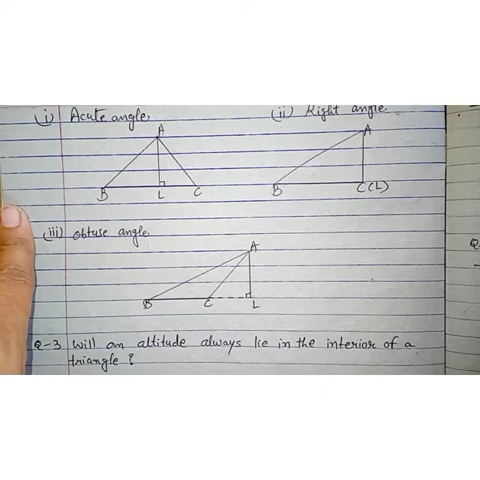 (i) Acute angle.
(ii) Right angle.
A
A
B
L
C
B
C(L)
(iii) obtuse angle.
A
B
C
L
Q-3 Will an altitude always lie in the interior of a
triangle ?
Q